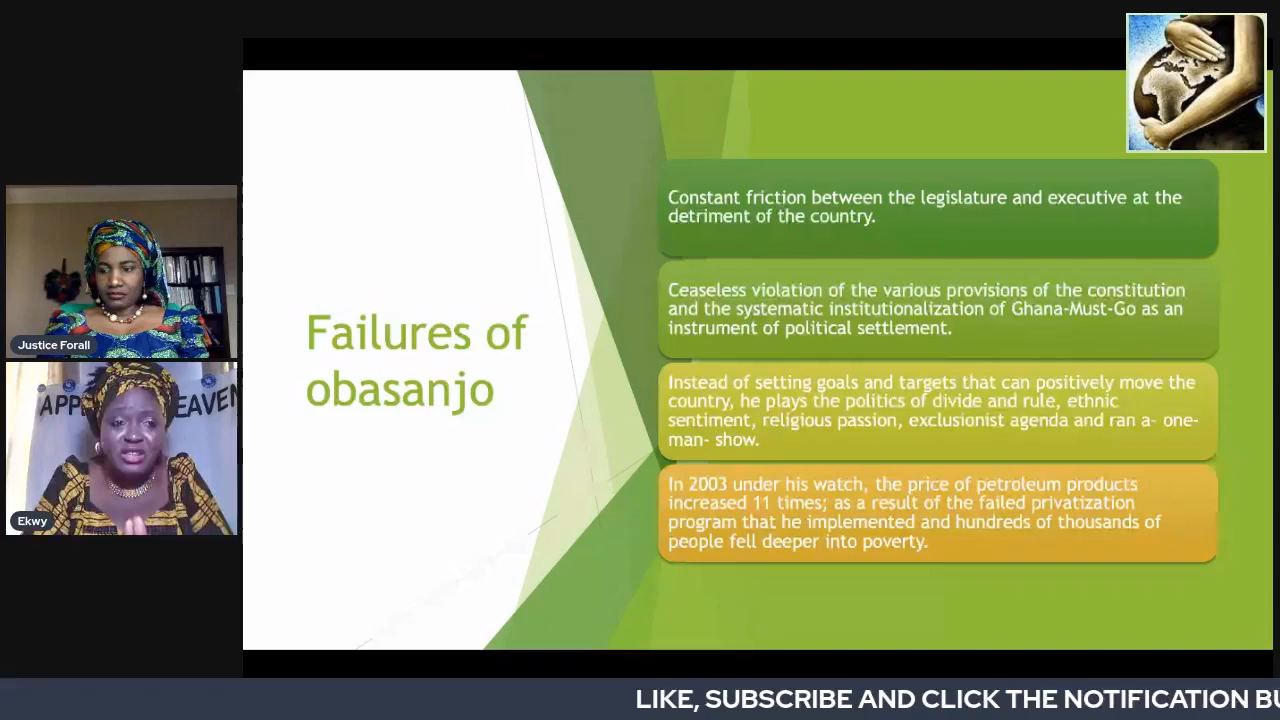 Failures of
obasanjo
Constant friction between the legislature and executive at the
detriment of the country.
Ceaseless violation of the various provisions of the constitution
and the systematic institutionalization of Ghana-Must-Go as an
instrument of political settlement.
Instead of setting goals and targets that can positively move the
country, he plays the politics of divide and rule, ethnic
sentiment, religious passion, exclusionist agenda and ran a- one-
man- show.
In 2003 under his watch, the price of petroleum products
increased 11 times; as a result of the failed privatization
program that he implemented and hundreds of thousands of
people fell deeper into poverty.
Justice Forall
APP EAVEN
Ekwy
LIKE, SUBSCRIBE AND CLICK THE NOTIFICATION BU